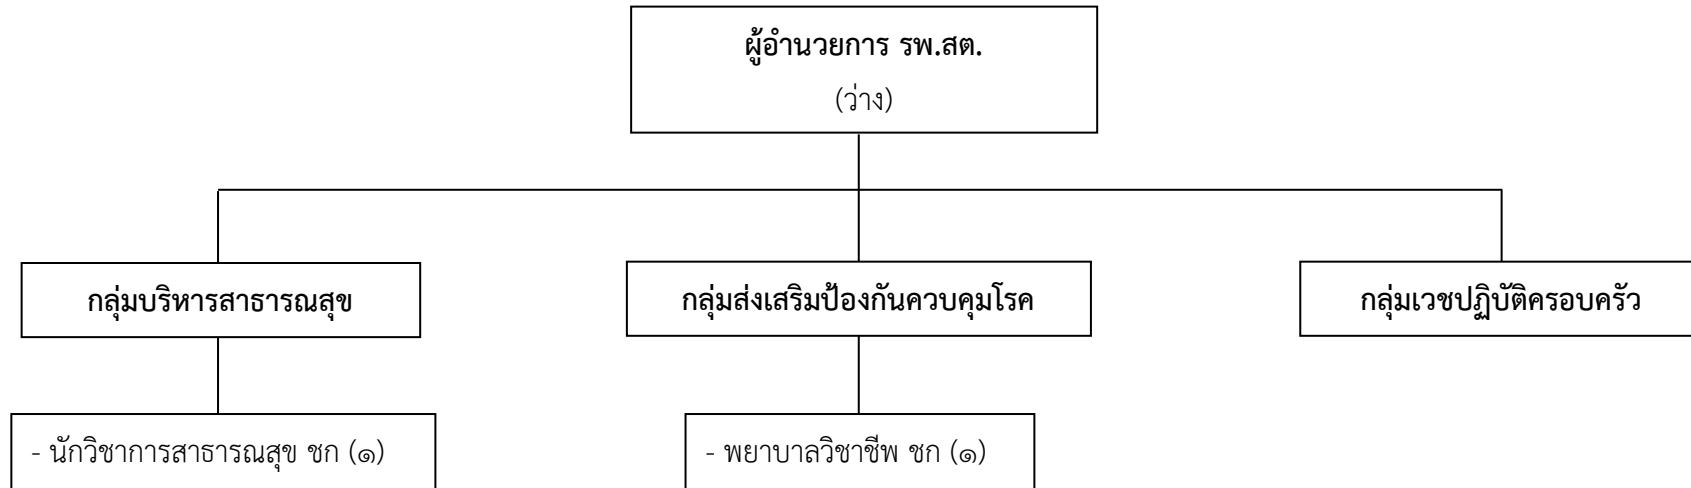 ผู้อำนวยการ รพ.สต.
(ว่าง)
กลุ่มบริหารสาธารณสุข
กลุ่มส่งเสริมป้องกันควบคุมโรค
กลุ่มเวชปฏิบัติครอบครัว
- นักวิชาการสาธารณสุข ชก (๑)
- พยาบาลวิชาชีพ ชก (๑)